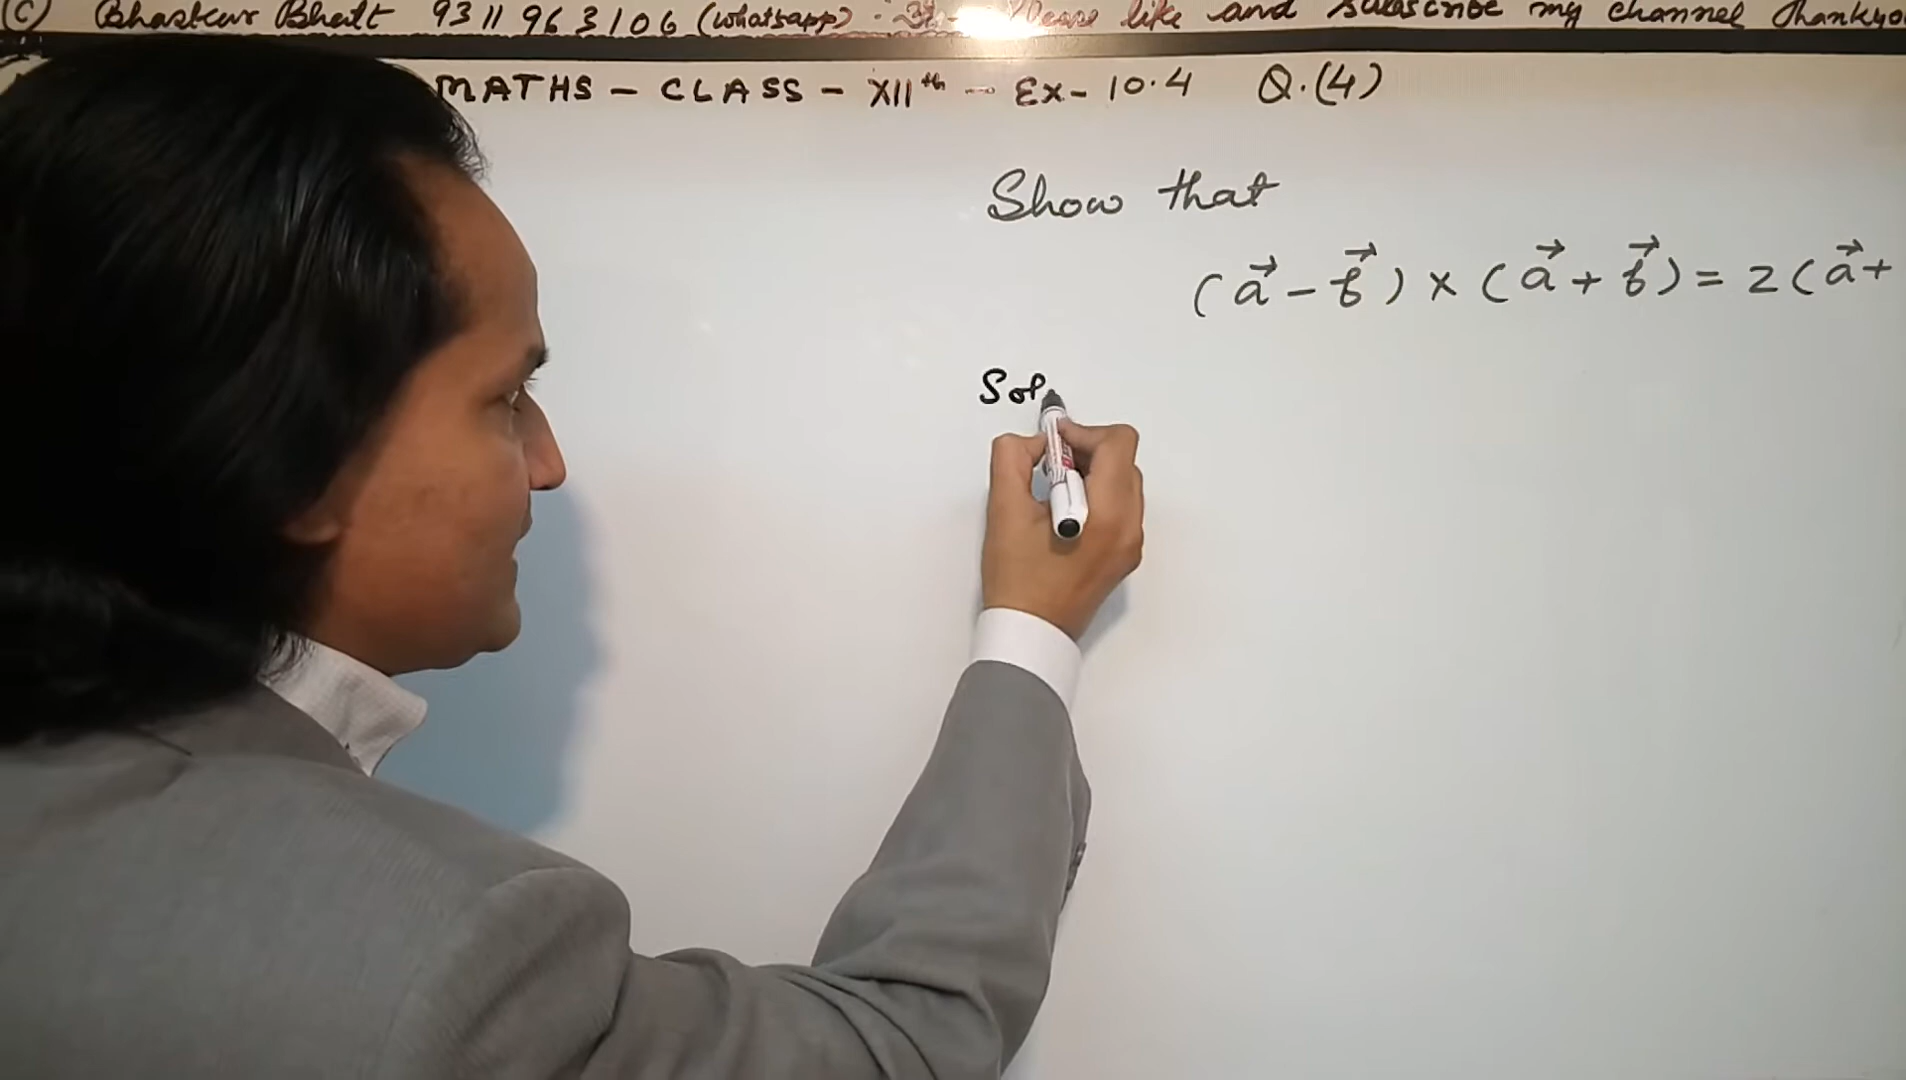 (C) Bhaskar Bhatt 9311963106 (whatsapp) Please like and subscribe my channel thankyo
MATHS - CLASS - XII th - Ex- 10.4 Q.(4)
Show that
(a⃗ - b⃗) × (a⃗ + b⃗) = 2(a⃗ +
Sol